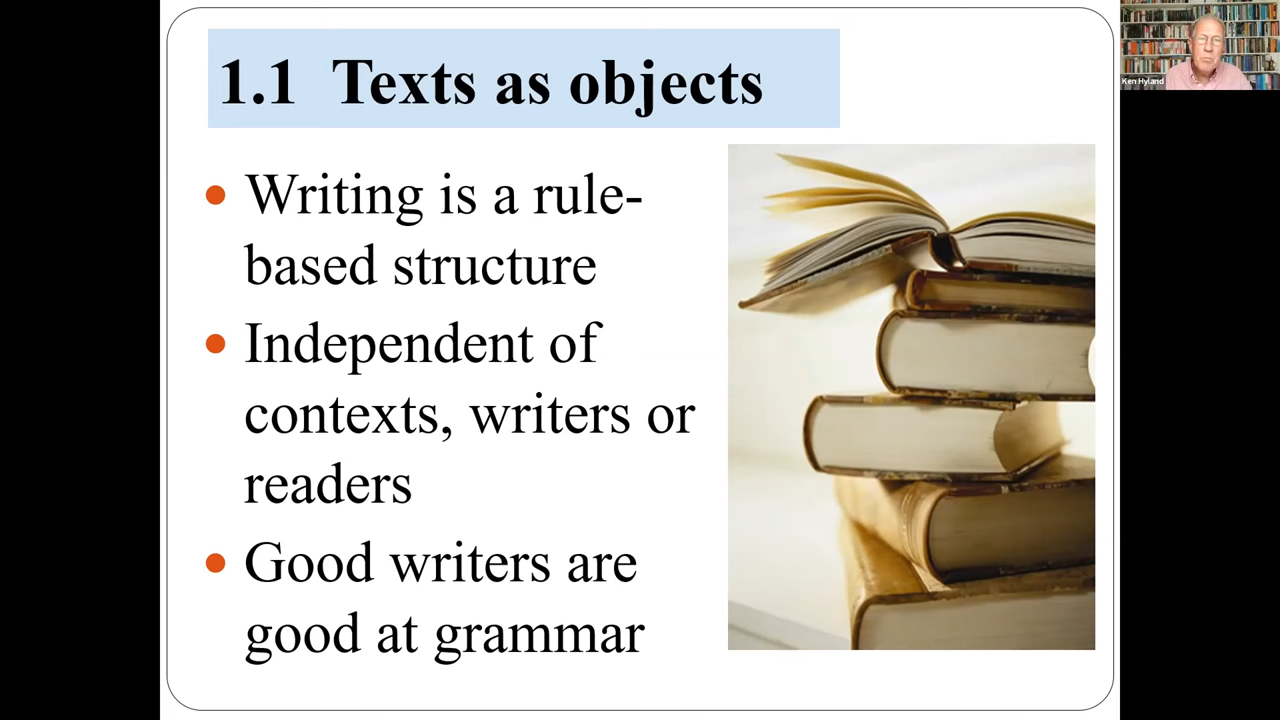 1.1 Texts as objects
Writing is a rule-
based structure
Independent of
contexts, writers or
readers
Good writers are
good at grammar
Ken Hyland